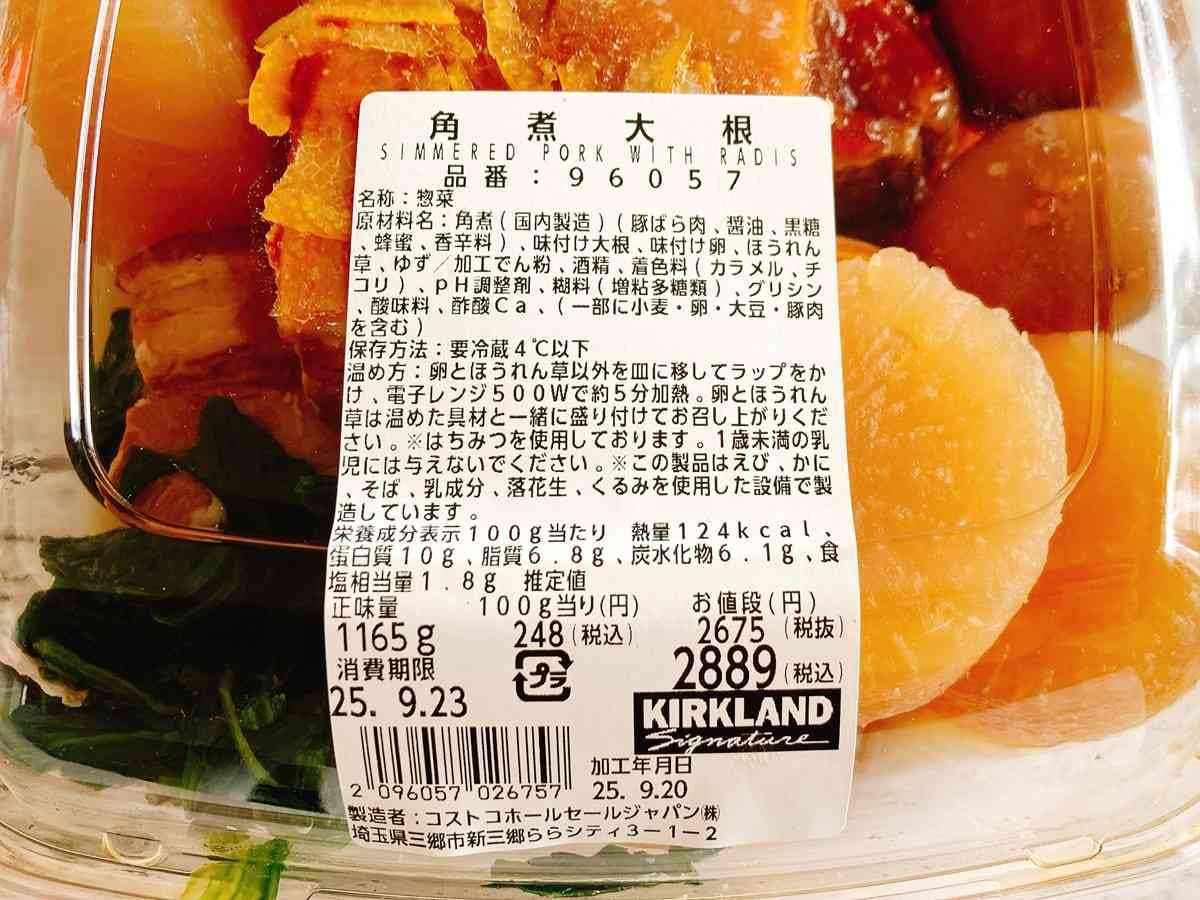 角煮大根
SIMMERED PORK WITH RADIS
品番：96057
名称：惣菜
原材料名：角煮(国内製造)(豚ばら肉、醤油、黒糖
、蜂蜜、香辛料)、味付け大根、味付け卵、ほうれん
草、ゆず／加工でん粉、酒精、着色料(カラメル、チ
コリ)、pH調整剤、糊料(増粘多糖類)、グリシン
、酸味料、酢酸Ca、(一部に小麦・卵・大豆・豚肉
を含む)
保存方法：要冷蔵4℃以下
温め方：卵とほうれん草以外を皿に移してラップをか
け、電子レンジ500Wで約5分加熱。卵とほうれん
草は温めた具材と一緒に盛り付けてお召し上がりくだ
さい。※はちみつを使用しております。1歳未満の乳
児には与えないでください。※この製品はえび、かに
、そば、乳成分、落花生、くるみを使用した設備で製
造しています。
栄養成分表示100g当たり 熱量124kcal、
蛋白質10g、脂質6.8g、炭水化物6.1g、食
塩相当量1.8g 推定値
正味量 100g当り(円) お値段(円)
1165g 248(税込) 2675(税抜)
2889(税込)
消費期限 プラ
25. 9.23
KIRKLAND
Signature
加工年月日
2 096057 026757 25. 9.20
製造者：コストコホールセールジャパン㈱
埼玉県三郷市新三郷ららシティ3－1－2